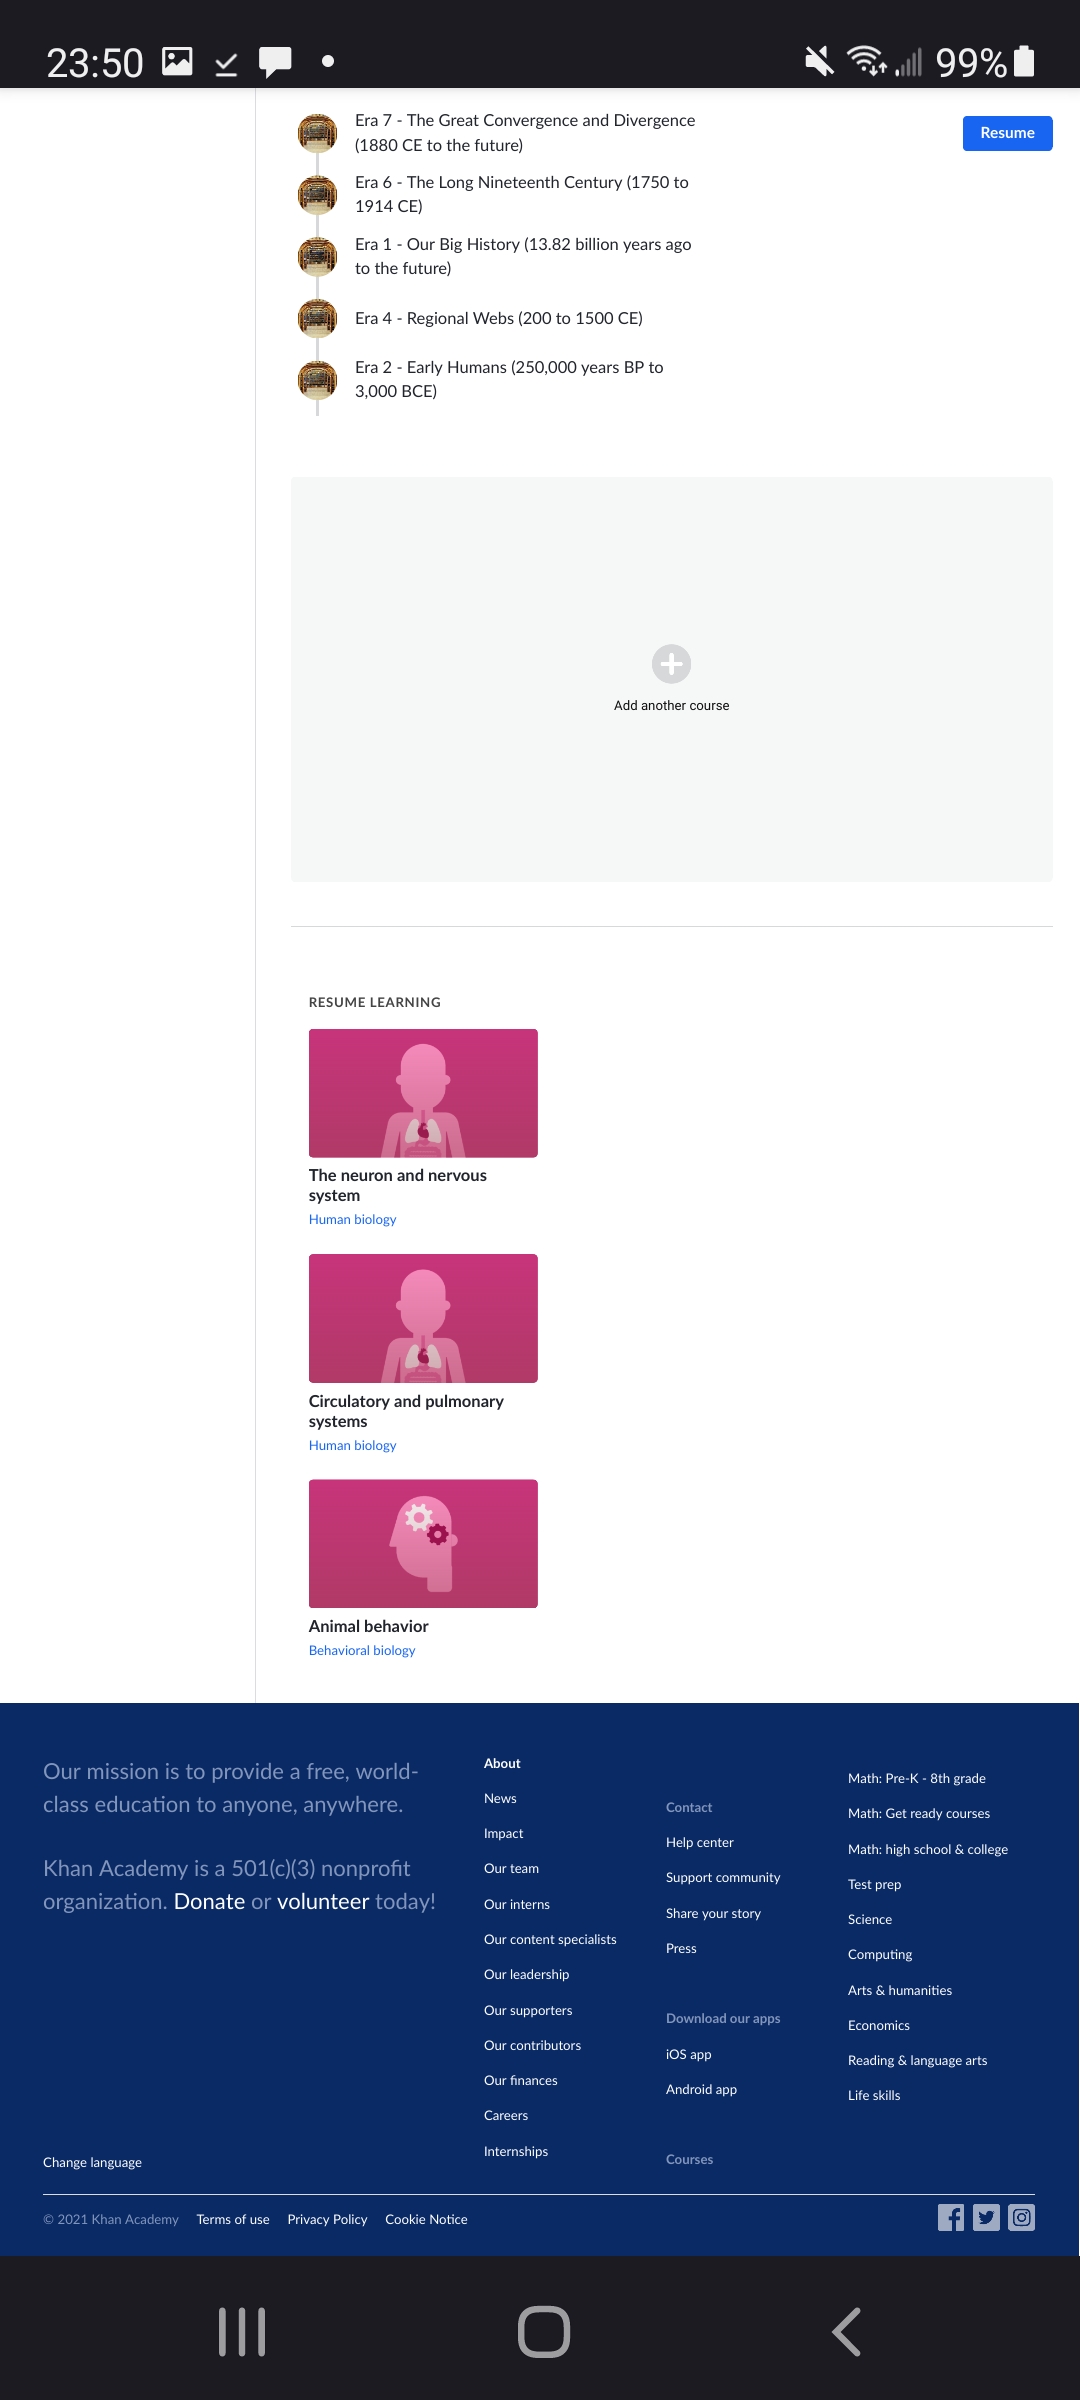 23:50
99%
Era 7 - The Great Convergence and Divergence
(1880 CE to the future)
Resume
Era 6 - The Long Nineteenth Century (1750 to
1914 CE)
Era 1 - Our Big History (13.82 billion years ago
to the future)
Era 4 - Regional Webs (200 to 1500 CE)
Era 2 - Early Humans (250,000 years BP to
3,000 BCE)
Add another course
RESUME LEARNING
The neuron and nervous
system
Human biology
Circulatory and pulmonary
systems
Human biology
Animal behavior
Behavioral biology
Our mission is to provide a free, world-
class education to anyone, anywhere.
Khan Academy is a 501(c)(3) nonprofit
organization. Donate or volunteer today!
About
News
Impact
Our team
Our interns
Our content specialists
Our leadership
Our supporters
Our contributors
Our finances
Careers
Internships
Contact
Help center
Support community
Share your story
Press
Download our apps
iOS app
Android app
Courses
Math: Pre-K - 8th grade
Math: Get ready courses
Math: high school & college
Test prep
Science
Computing
Arts & humanities
Economics
Reading & language arts
Life skills
Change language
© 2021 Khan Academy Terms of use Privacy Policy Cookie Notice